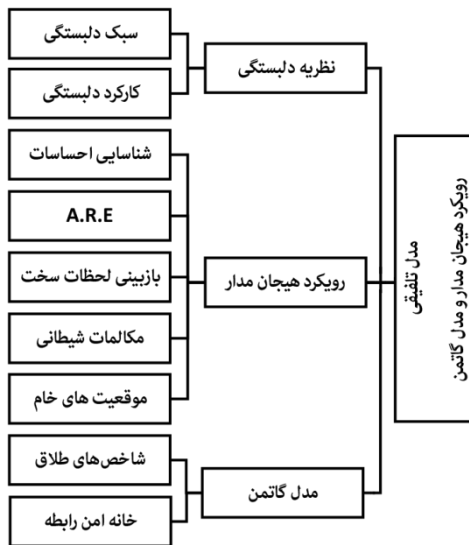 مدل تلفیقی
رویکرد هیجان مدار و مدل گاتمن
نظریه دلبستگی
سبک دلبستگی
کارکرد دلبستگی
رویکرد هیجان مدار
شناسایی احساسات
A.R.E
بازبینی لحظات سخت
مکالمات شیطانی
موقعیت های خام
مدل گاتمن
شاخص‌های طلاق
خانه امن رابطه